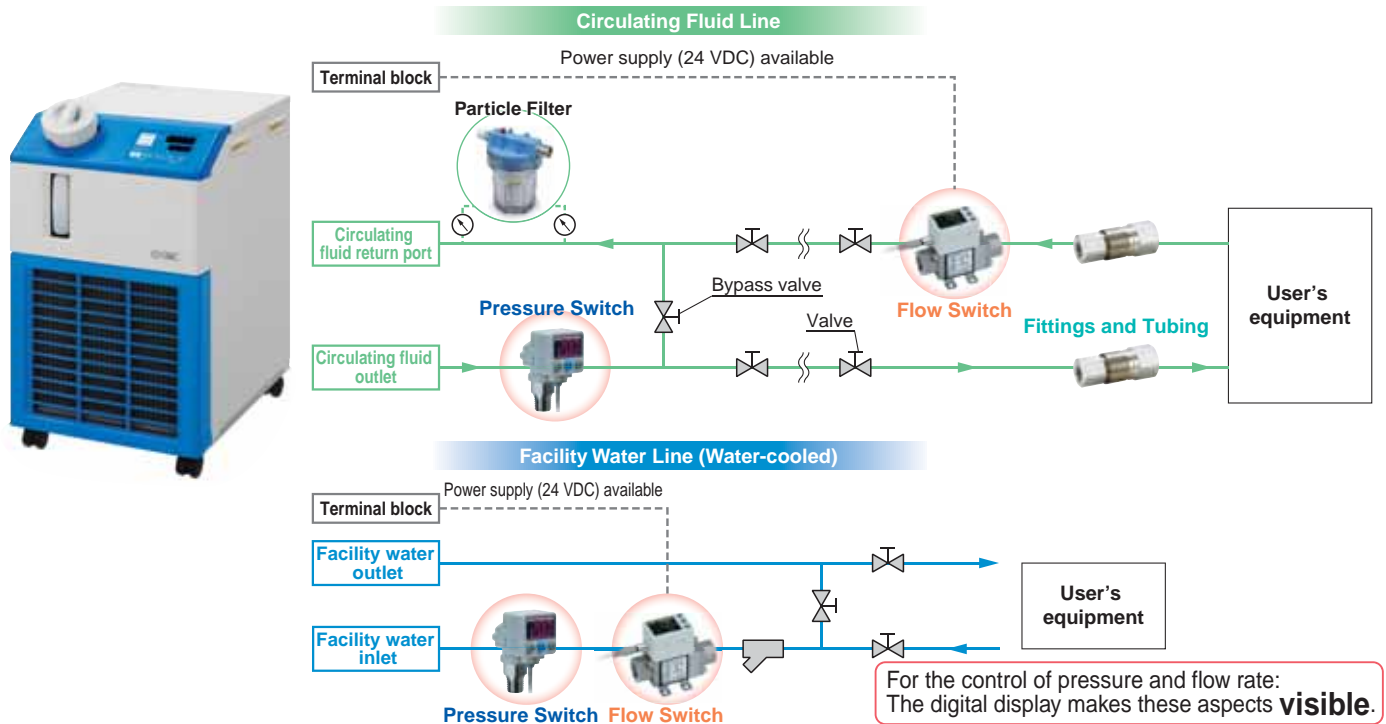 Circulating Fluid Line
Power supply (24 VDC) available
Terminal block
Particle Filter
Circulating
fluid return port
Bypass valve
Pressure Switch
Flow Switch
Valve
Fittings and Tubing
User's
equipment
Circulating fluid
outlet
Facility Water Line (Water-cooled)
Power supply (24 VDC) available
Terminal block
Facility water
outlet
User's
equipment
Facility water
inlet
Pressure Switch
Flow Switch
For the control of pressure and flow rate:
The digital display makes these aspects visible.